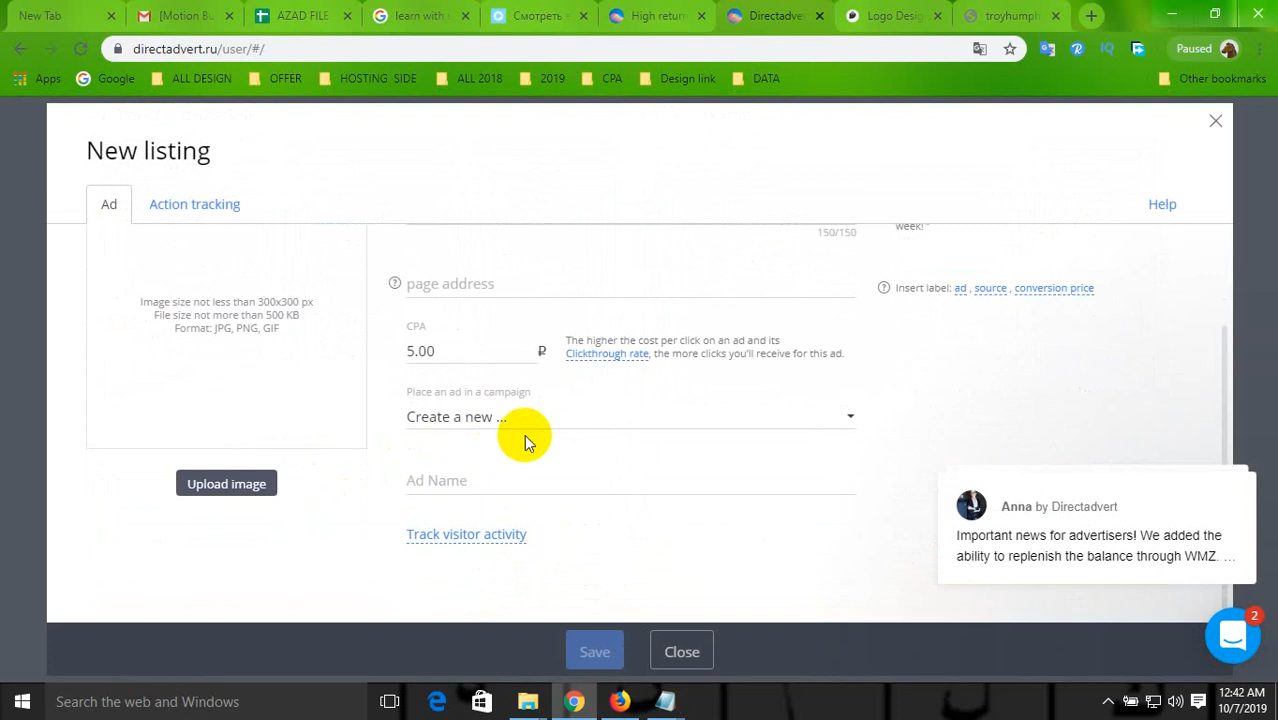 New Tab
[Motion Bu
AZAD FILE
learn with s
Смотреть э
High return
Directadver
Logo Desig
troyhumph
directadvert.ru/user/#/
Paused
Apps
Google
ALL DESIGN
OFFER
HOSTING SIDE
ALL 2018
2019
CPA
Design link
DATA
Other bookmarks
New listing
Ad
Action tracking
Help
150/150
week!
Image size not less than 300x300 px
File size not more than 500 KB
Format: JPG, PNG, GIF
Upload image
page address
Insert label: ad , source , conversion price
CPA
5.00 ₽
The higher the cost per click on an ad and its
Clickthrough rate, the more clicks you'll receive for this ad.
Place an ad in a campaign
Create a new ...
Ad Name
Track visitor activity
Anna by Directadvert
Important news for advertisers! We added the
ability to replenish the balance through WMZ. ...
2
Save
Close
Search the web and Windows
12:42 AM
10/7/2019